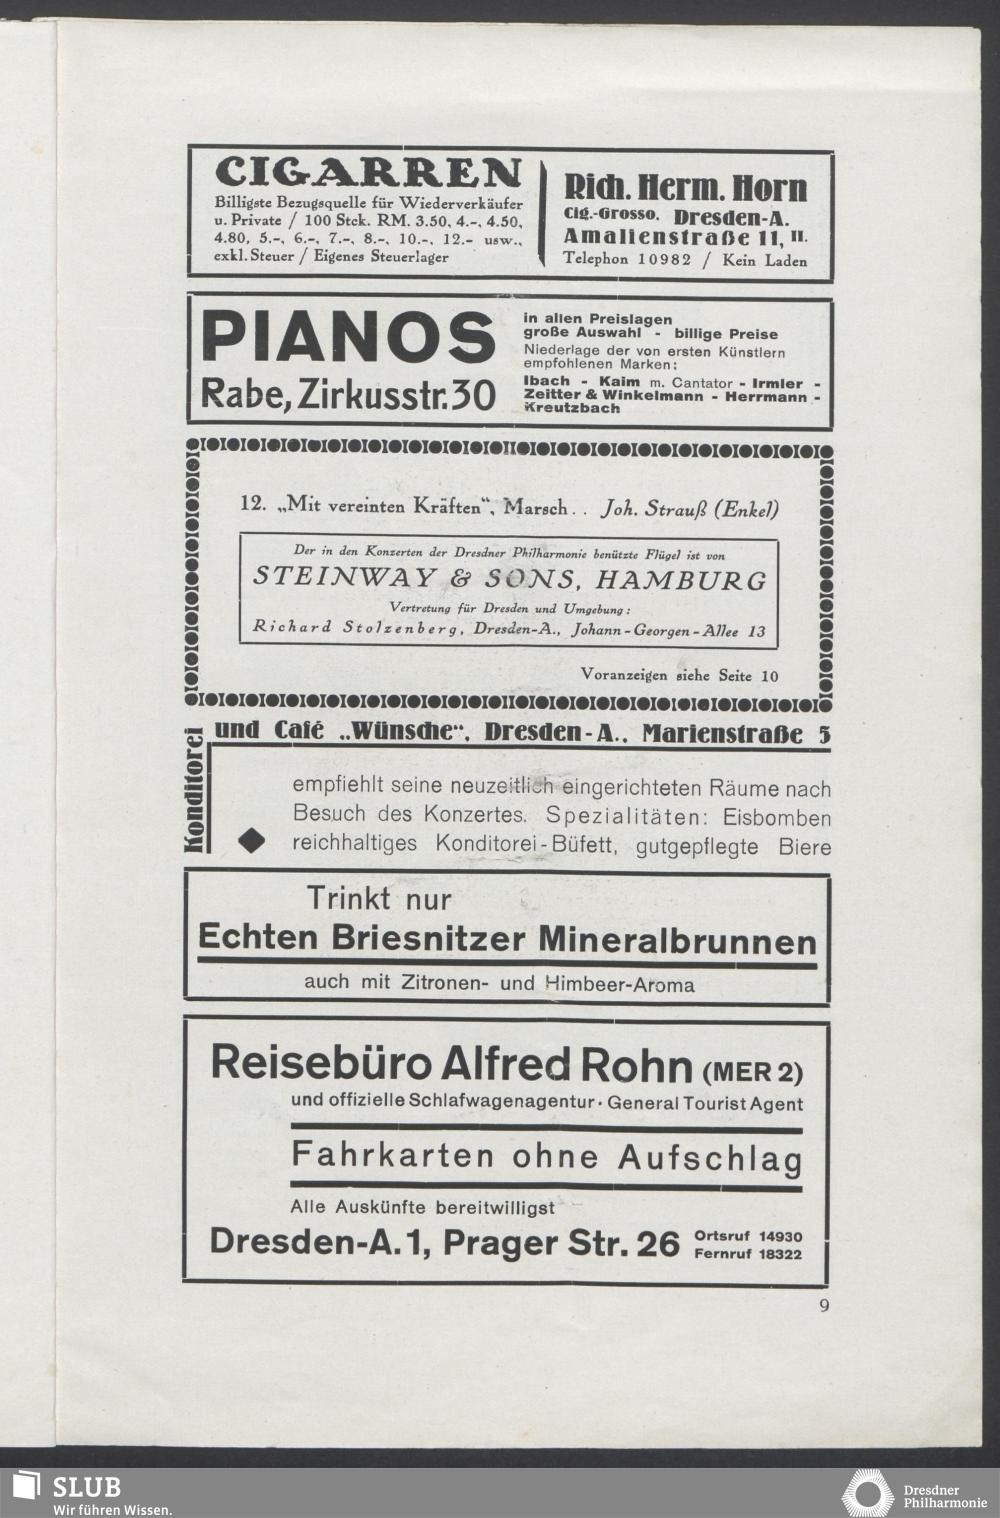 CIGARREN
Billigste Bezugsquelle für Wiederverkäufer
u. Private / 100 Stck. RM. 3.50, 4.-, 4.50,
4.80, 5.-, 6.-, 7.-, 8.-, 10.-, 12.- usw.,
exkl. Steuer / Eigenes Steuerlager
Rich. Herm. Horn
Cig.-Grosso. Dresden-A.
Amalienstraße 11, II.
Telephon 10982 / Kein Laden
PIANOS
Rabe, Zirkusstr. 30
in allen Preislagen
große Auswahl - billige Preise
Niederlage der von ersten Künstlern
empfohlenen Marken:
Ibach - Kaim m. Cantator - Irmler -
Zeitter & Winkelmann - Herrmann -
Kreutzbach
12. „Mit vereinten Kräften“, Marsch . . Joh. Strauß (Enkel)
Der in den Konzerten der Dresdner Philharmonie benützte Flügel ist von
STEINWAY & SONS, HAMBURG
Vertretung für Dresden und Umgebung:
Richard Stolzenberg, Dresden-A., Johann-Georgen-Allee 13
Voranzeigen siehe Seite 10
Konditorei
und Café „Wünsche“, Dresden-A., Marienstraße 5
empfiehlt seine neuzeitlich eingerichteten Räume nach
Besuch des Konzertes. Spezialitäten: Eisbomben
reichhaltiges Konditorei-Büfett, gutgepflegte Biere
Trinkt nur
Echten Briesnitzer Mineralbrunnen
auch mit Zitronen- und Himbeer-Aroma
Reisebüro Alfred Rohn (MER 2)
und offizielle Schlafwagenagentur · General Tourist Agent
Fahrkarten ohne Aufschlag
Alle Auskünfte bereitwilligst
Dresden-A. 1, Prager Str. 26
Ortsruf 14930
Fernruf 18322
9
SLUB
Wir führen Wissen.
Dresdner
Philharmonie